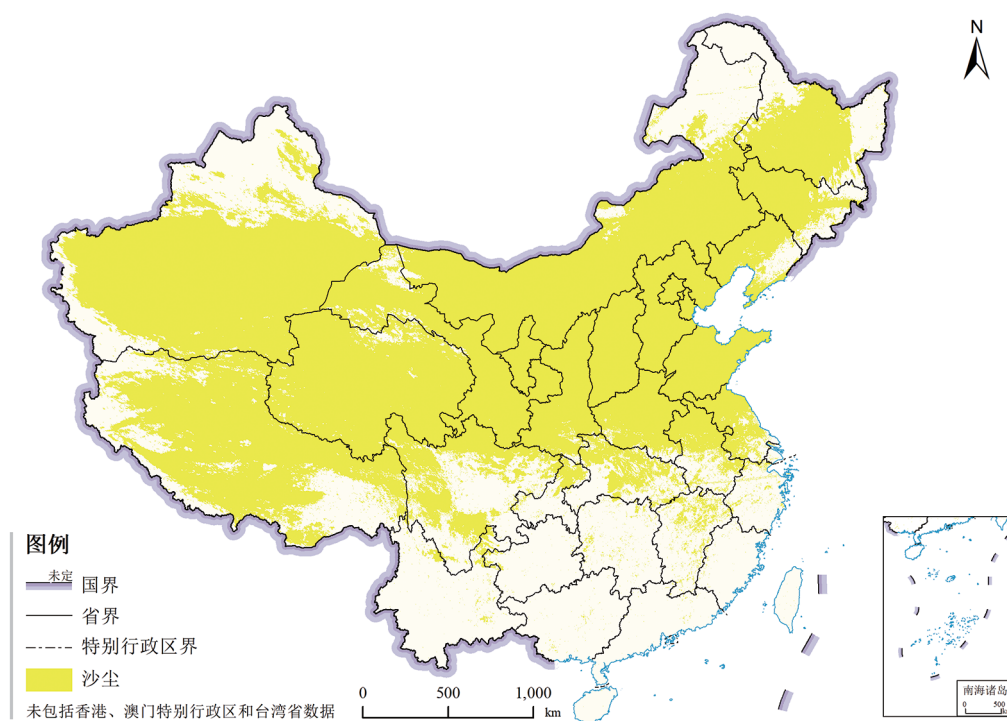 N
图例
未定
国界
省界
特别行政区界
沙尘
未包括香港、澳门特别行政区和台湾省数据
0 500 1,000
km
南海诸岛
0 500